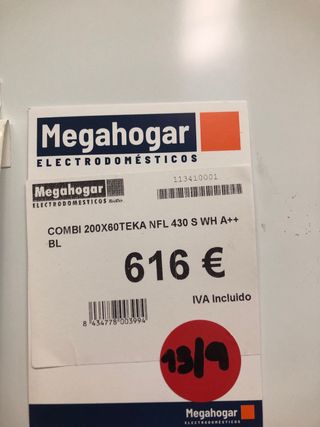 Megahogar
ELECTRODOMÉSTICOS
Megahogar
ELECTRODOMESTICOS
113410001
COMBI 200X60TEKA NFL 430 S WH A++
BL
616 €
IVA Incluido
8 434778 003994
13/9
Megahogar
ELECTRODOMÉSTICOS